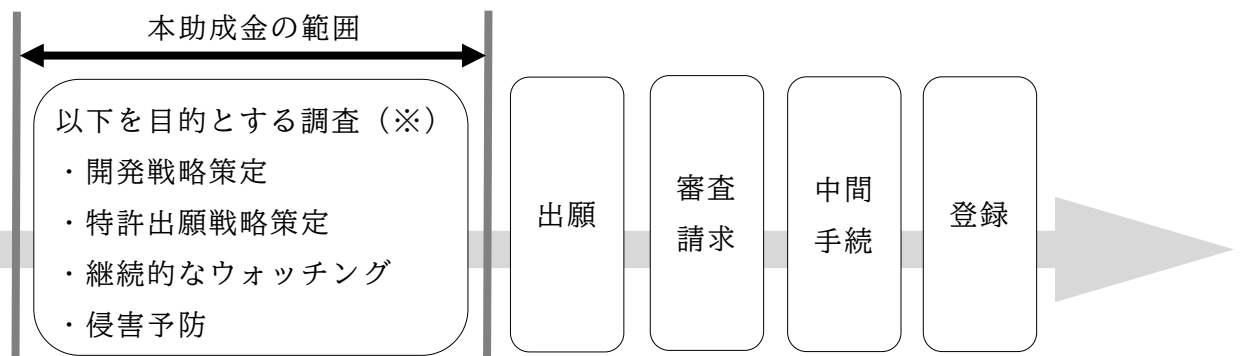 本助成金の範囲
以下を目的とする調査（※）
・開発戦略策定
・特許出願戦略策定
・継続的なウォッチング
・侵害予防
出願
審査
請求
中間
手続
登録